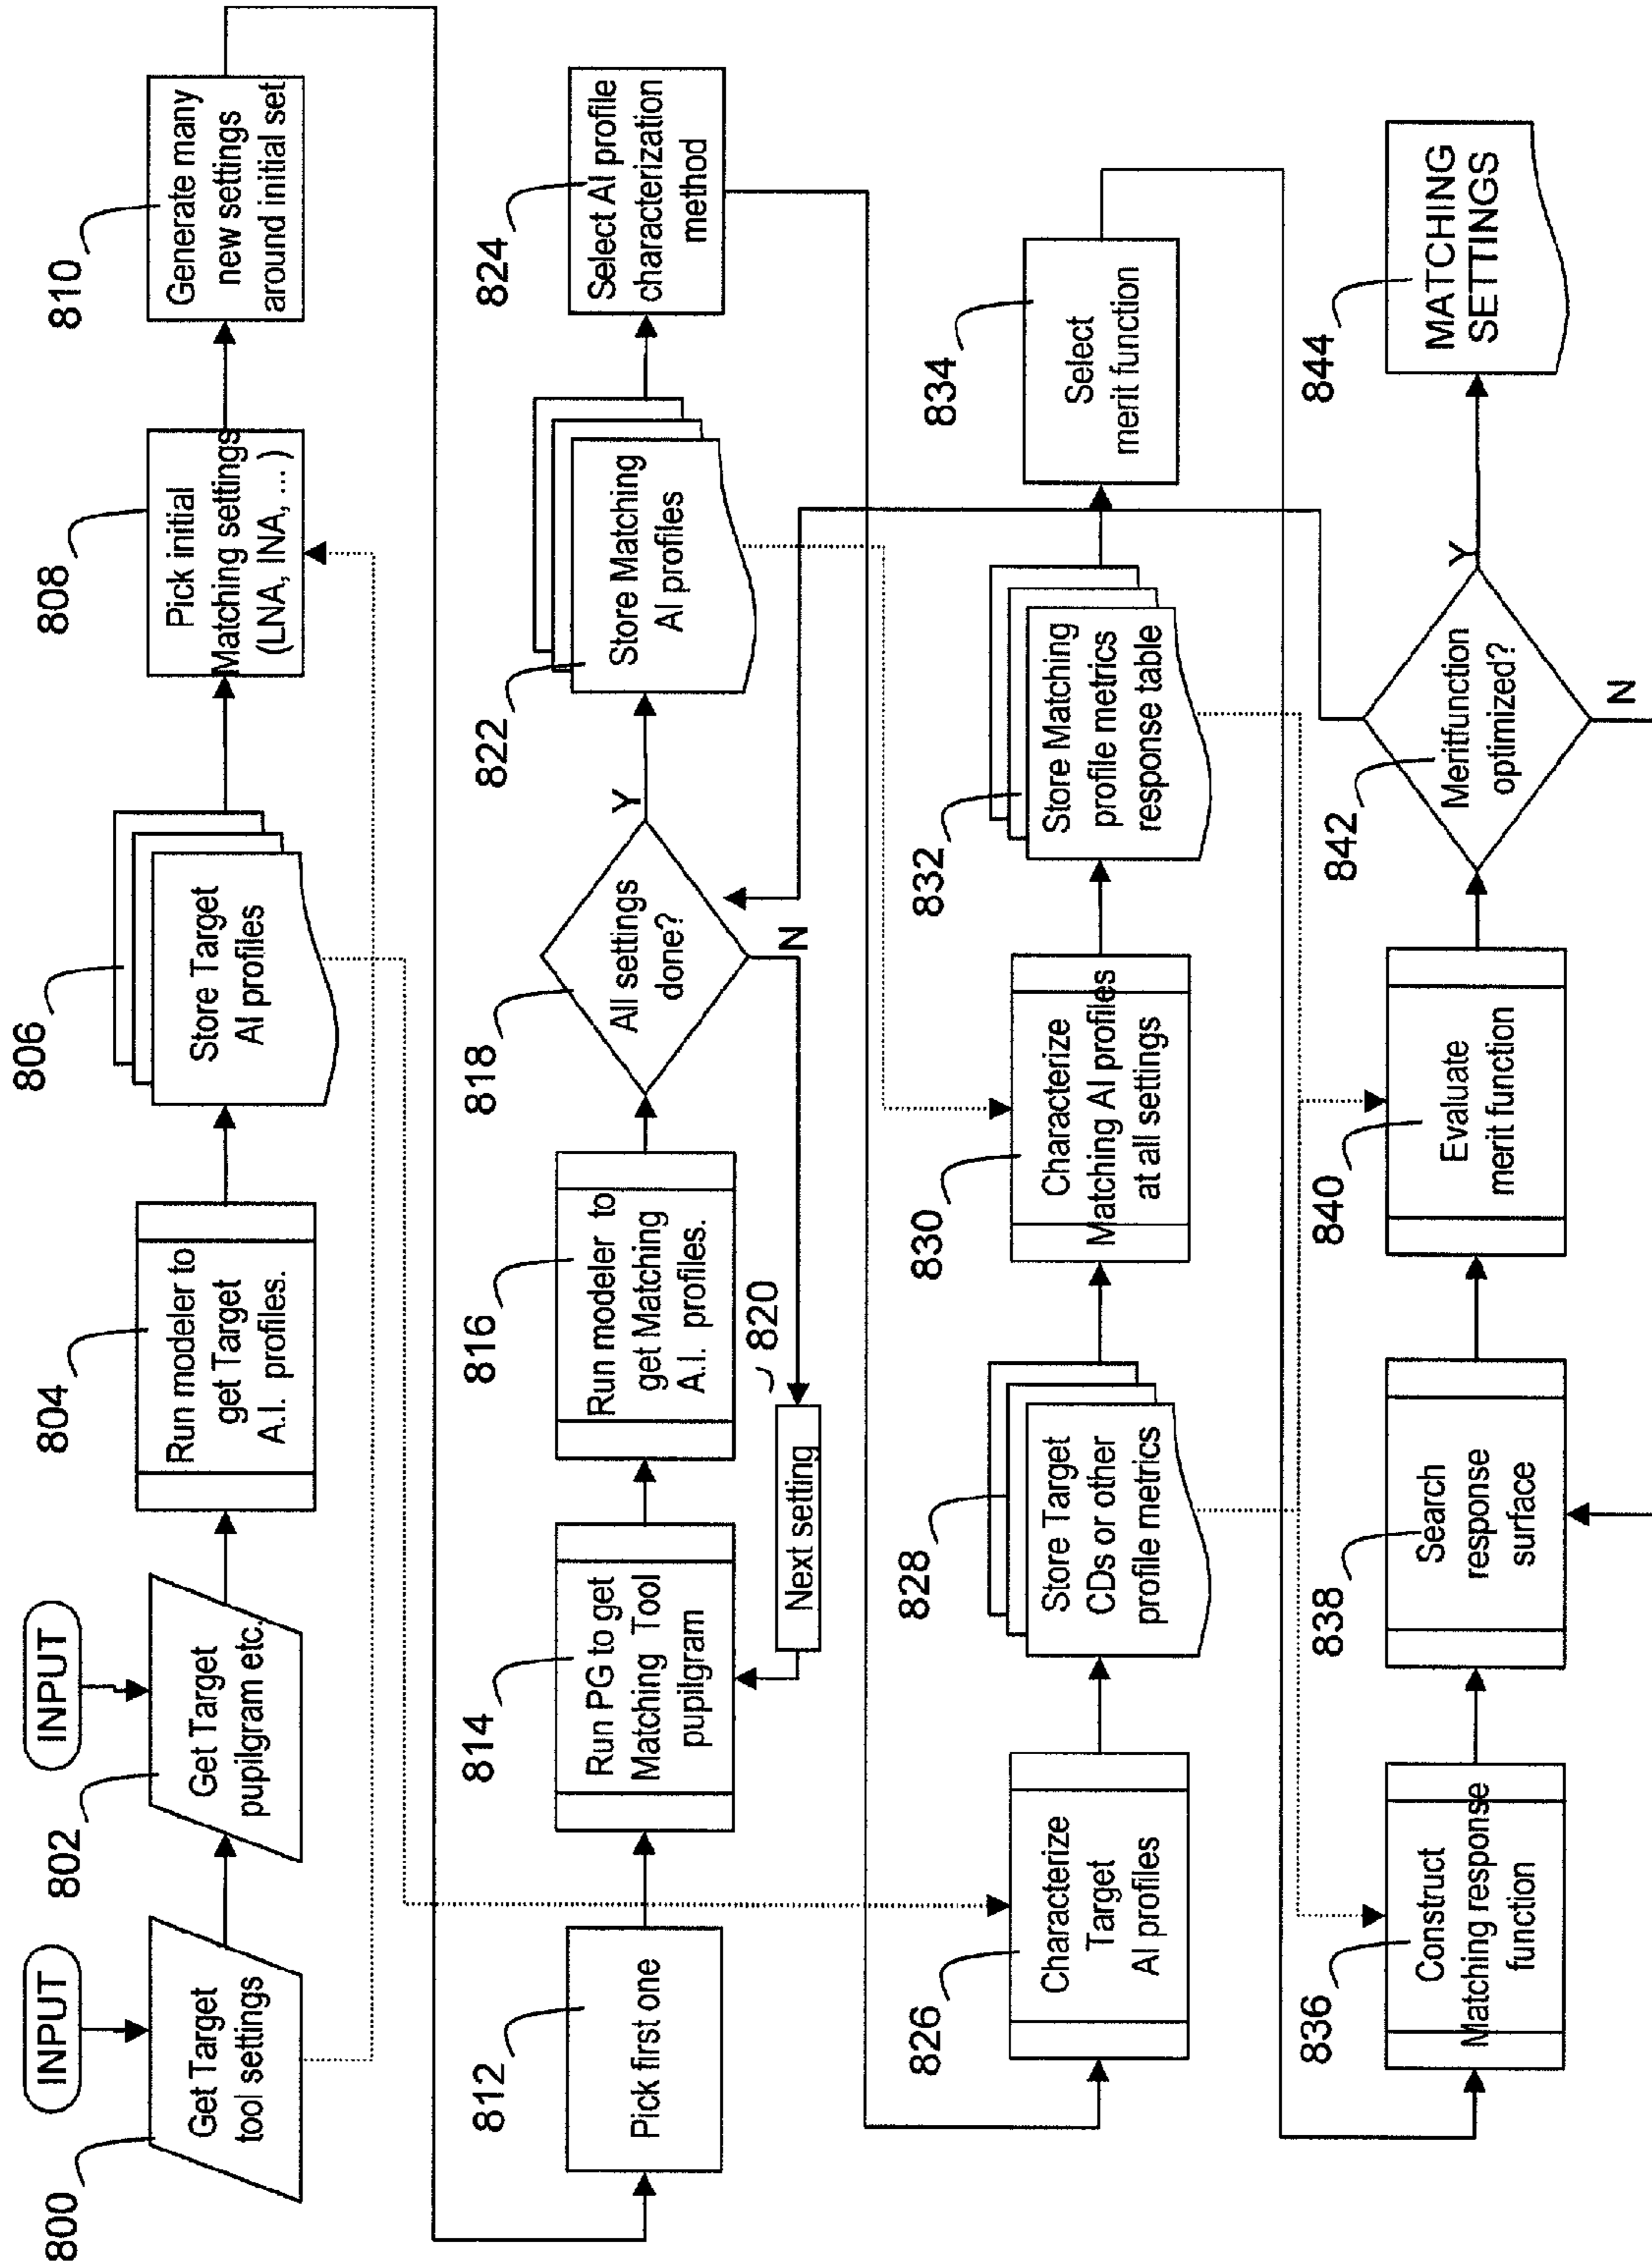 INPUT
INPUT
800
Get Target
tool settings
802
Get Target
pupilgram etc.
804
Run modeler to
get Target
A.I. profiles.
806
Store Target
AI profiles
808
Pick initial
Matching settings
(LNA, INA, ...)
810
Generate many
new settings
around initial set
812
Pick first one
814
Run PG to get
Matching Tool
pupilgram
816
Run modeler to
get Matching
A.I. profiles.
818
All settings
done?
Y
N
820
Next setting
822
Store Matching
AI profiles
824
Select AI profile
characterization
method
826
Characterize
Target
AI profiles
828
Store Target
CDs or other
profile metrics
830
Characterize
Matching AI profiles
at all settings
832
Store Matching
profile metrics
response table
834
Select
merit function
836
Construct
Matching response
function
838
Search
response
surface
840
Evaluate
merit function
842
Meritfunction
optimized?
Y
N
844
MATCHING
SETTINGS